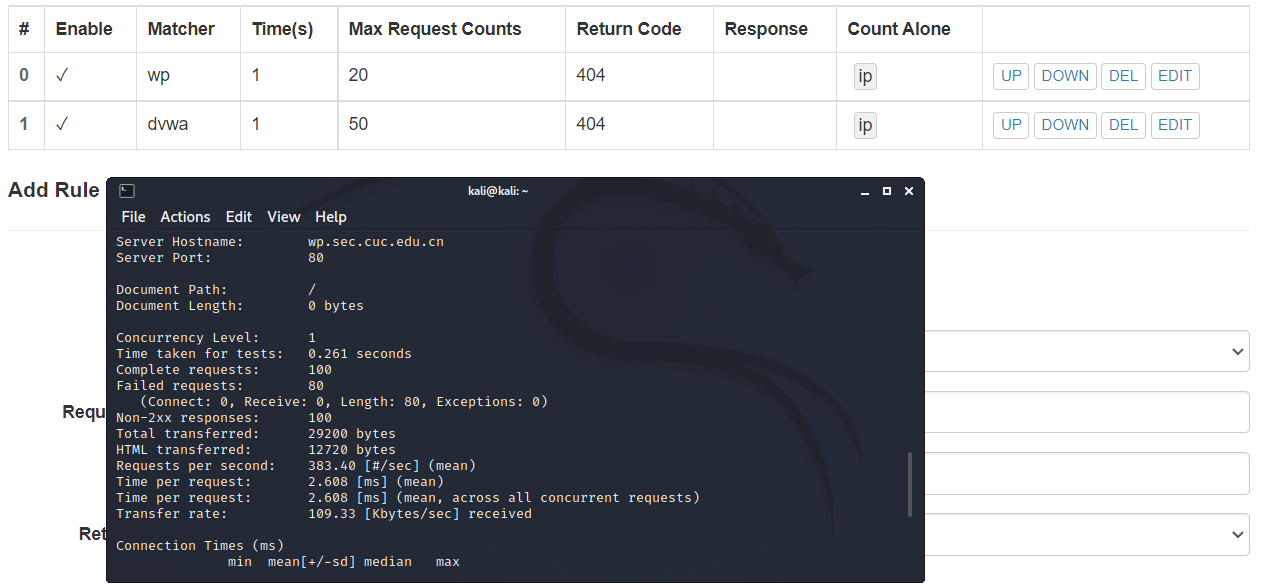 # Enable Matcher Time(s) Max Request Counts Return Code Response Count Alone
0 ✓ wp 1 20 404 ip UP DOWN DEL EDIT
1 ✓ dvwa 1 50 404 ip UP DOWN DEL EDIT
Add Rule
kali@kali: ~
File Actions Edit View Help
Server Hostname: wp.sec.cuc.edu.cn
Server Port: 80
Document Path: /
Document Length: 0 bytes
Concurrency Level: 1
Time taken for tests: 0.261 seconds
Complete requests: 100
Failed requests: 80
(Connect: 0, Receive: 0, Length: 80, Exceptions: 0)
Requ
Non-2xx responses: 100
Total transferred: 29200 bytes
HTML transferred: 12720 bytes
Requests per second: 383.40 [#/sec] (mean)
Time per request: 2.608 [ms] (mean)
Time per request: 2.608 [ms] (mean, across all concurrent requests)
Transfer rate: 109.33 [Kbytes/sec] received
Ret
Connection Times (ms)
min mean[+/-sd] median max